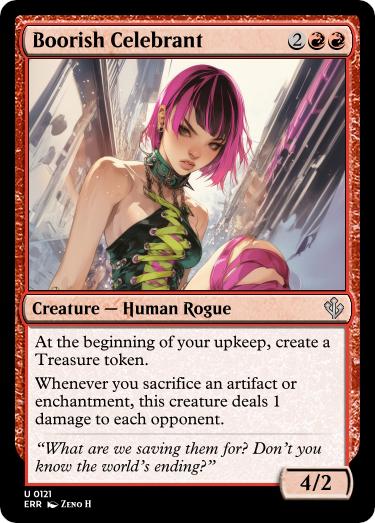 Boorish Celebrant 2
Creature — Human Rogue
At the beginning of your upkeep, create a
Treasure token.
Whenever you sacrifice an artifact or
enchantment, this creature deals 1
damage to each opponent.
“What are we saving them for? Don’t you
know the world’s ending?”
4/2
U 0121
ERR Zeno H